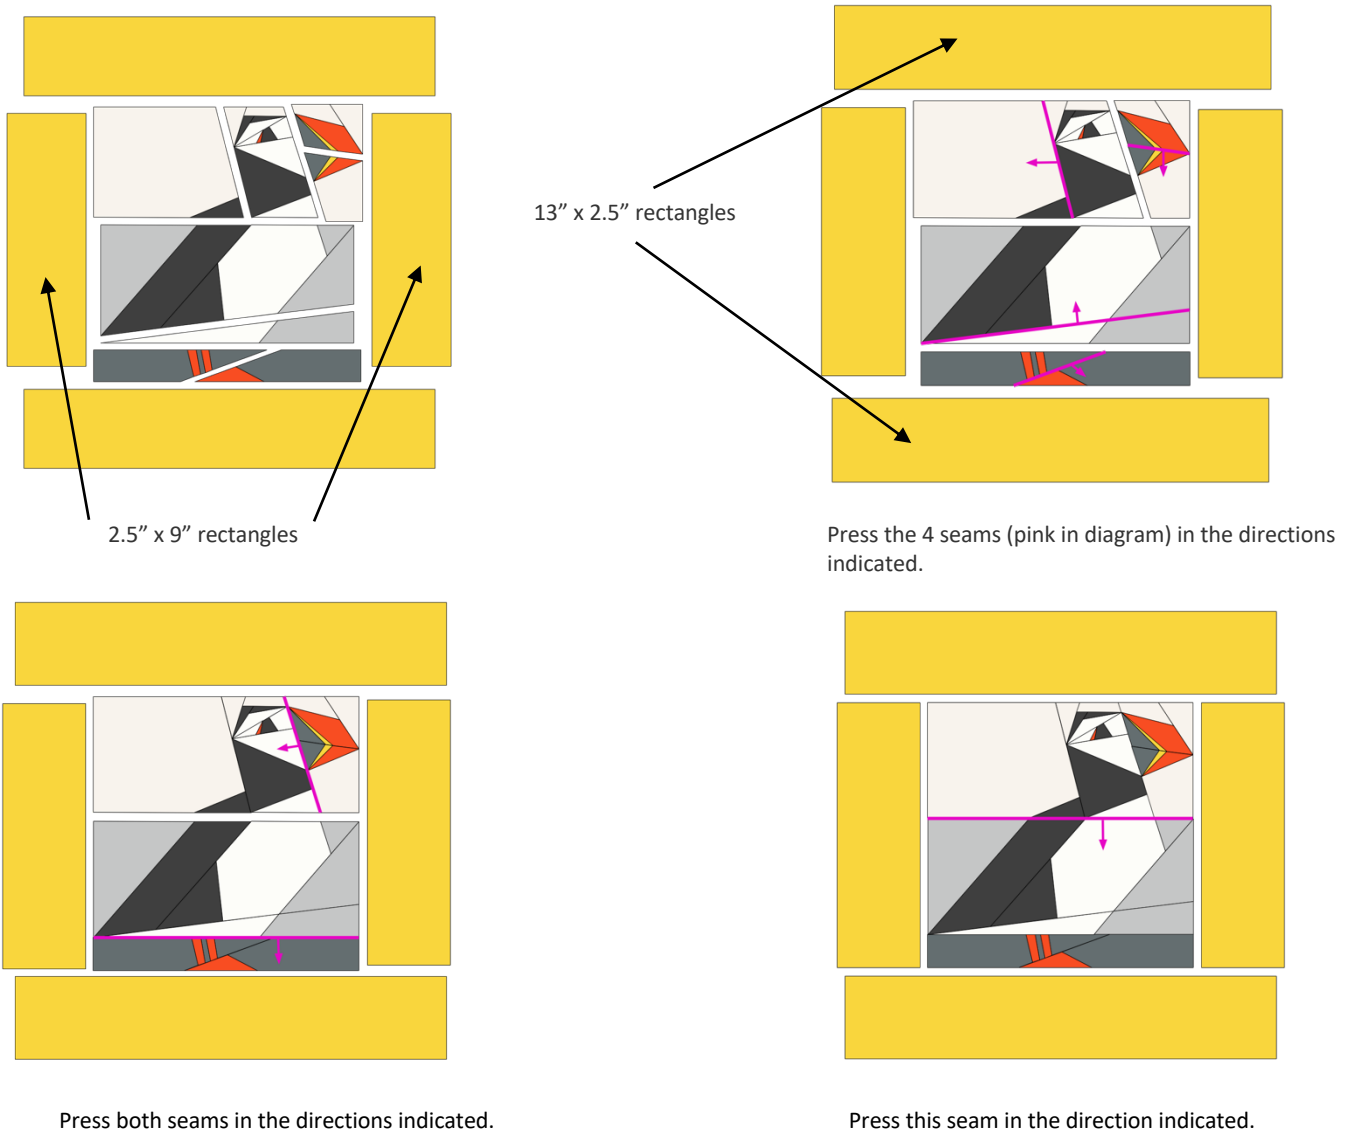 13” x 2.5” rectangles
2.5” x 9” rectangles
Press the 4 seams (pink in diagram) in the directions
indicated.
Press both seams in the directions indicated.
Press this seam in the direction indicated.